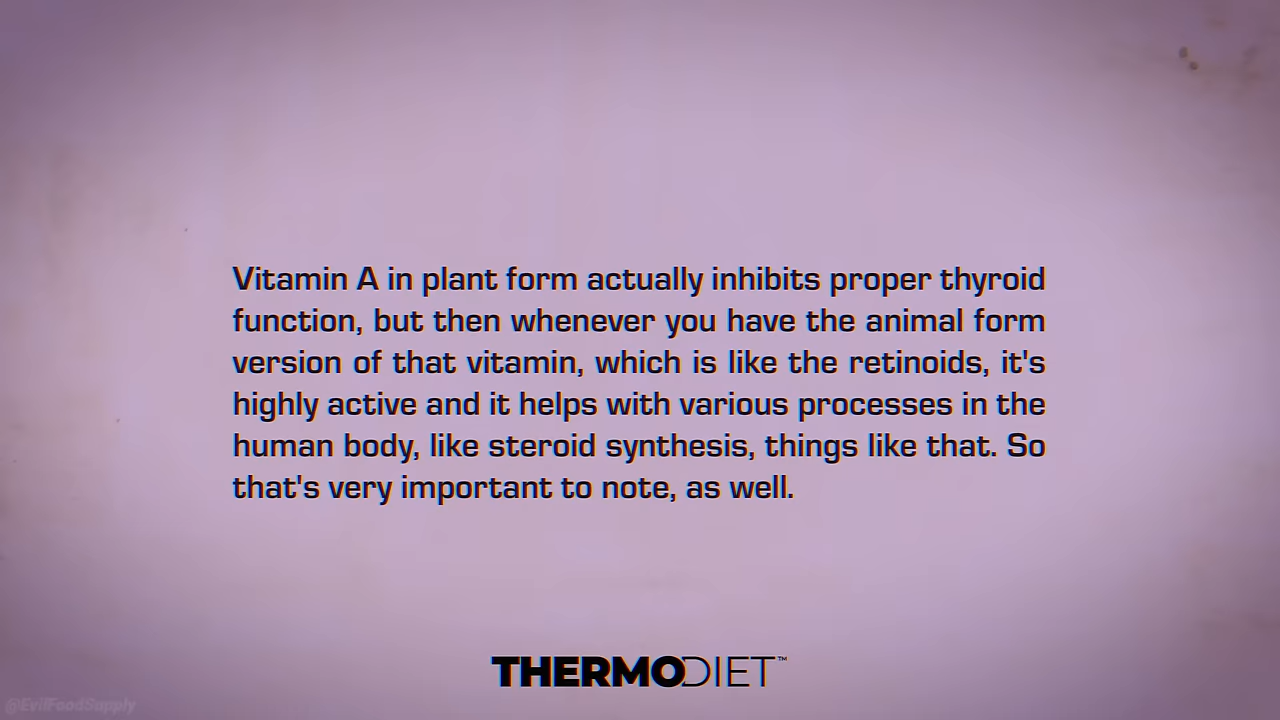 Vitamin A in plant form actually inhibits proper thyroid
function, but then whenever you have the animal form
version of that vitamin, which is like the retinoids, it's
highly active and it helps with various processes in the
human body, like steroid synthesis, things like that. So
that's very important to note, as well.
THERMODIET™
@EvilFoodSupply